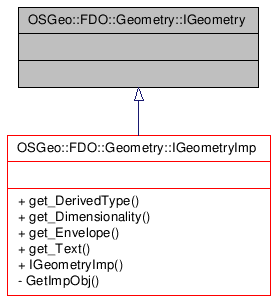 OSGeo::FDO::Geometry::IGeometry
OSGeo::FDO::Geometry::IGeometryImp
+ get_DerivedType()
+ get_Dimensionality()
+ get_Envelope()
+ get_Text()
+ IGeometryImp()
- GetImpObj()